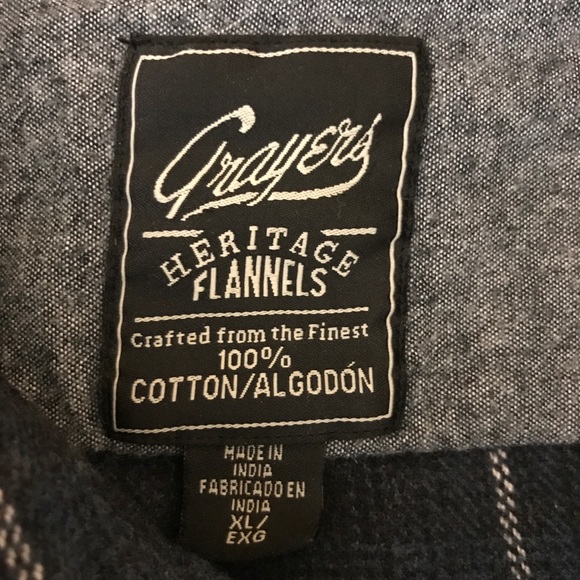 Grayers
HERITAGE
FLANNELS
Crafted from the Finest
100%
COTTON/ALGODÓN
MADE IN
INDIA
FABRICADO EN
INDIA
XL/
EXG